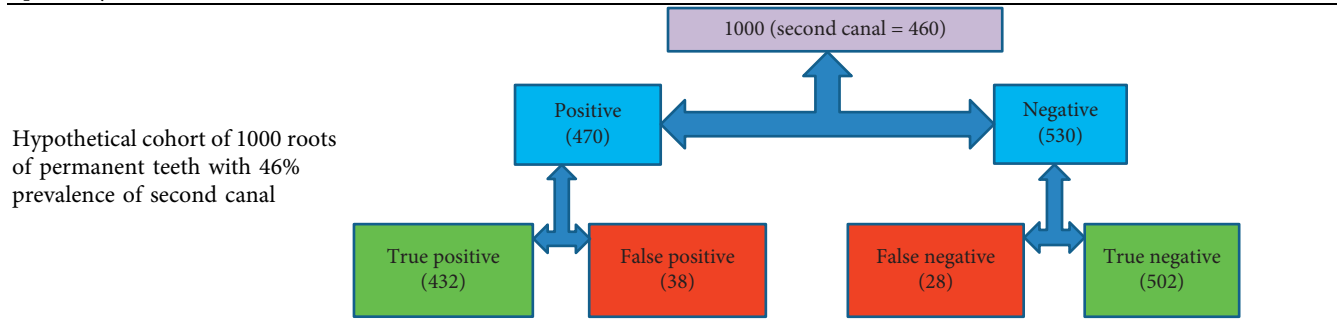 1000 (second canal = 460)
Positive
(470)
Negative
(530)
Hypothetical cohort of 1000 roots
of permanent teeth with 46%
prevalence of second canal
True positive
(432)
False positive
(38)
False negative
(28)
True negative
(502)